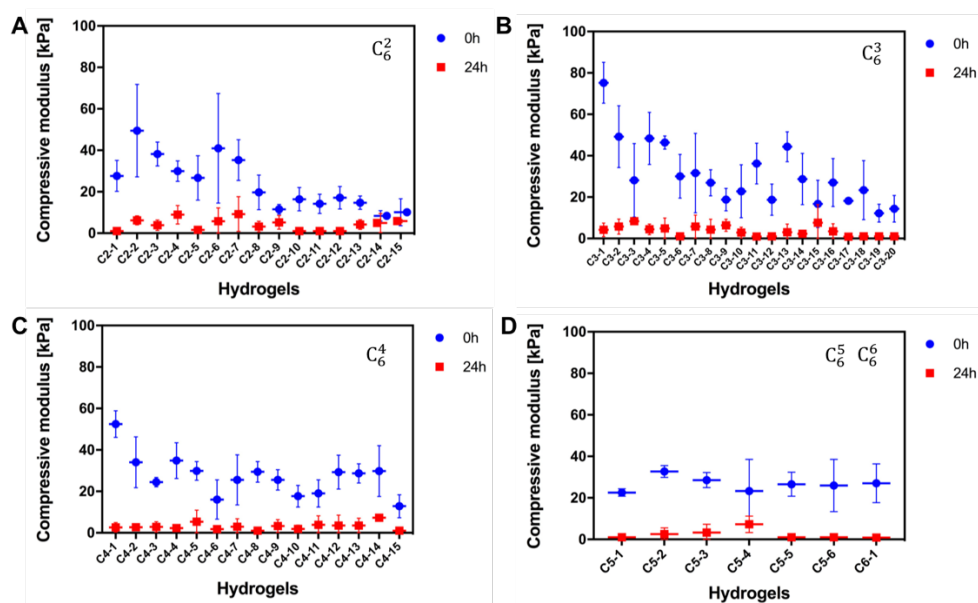 A
Compressive modulus [kPa]
100
80
60
40
20
0
C₆²
0h
24h
C2-1
C2-2
C2-3
C2-4
C2-5
C2-6
C2-7
C2-8
C2-9
C2-10
C2-11
C2-12
C2-13
C2-14
C2-15
Hydrogels
B
Compressive modulus [kPa]
100
80
60
40
20
0
C₆³
0h
24h
C3-1
C3-2
C3-3
C3-4
C3-5
C3-6
C3-7
C3-8
C3-9
C3-10
C3-11
C3-12
C3-13
C3-14
C3-15
C3-16
C3-17
C3-18
C3-19
C3-20
Hydrogels
C
Compressive modulus [kPa]
100
80
60
40
20
0
C₆⁴
0h
24h
C4-1
C4-2
C4-3
C4-4
C4-5
C4-6
C4-7
C4-8
C4-9
C4-10
C4-11
C4-12
C4-13
C4-14
C4-15
Hydrogels
D
Compressive modulus [kPa]
100
80
60
40
20
0
C₆⁵ C₆⁶
0h
24h
C5-1
C5-2
C5-3
C5-4
C5-5
C5-6
C6-1
Hydrogels